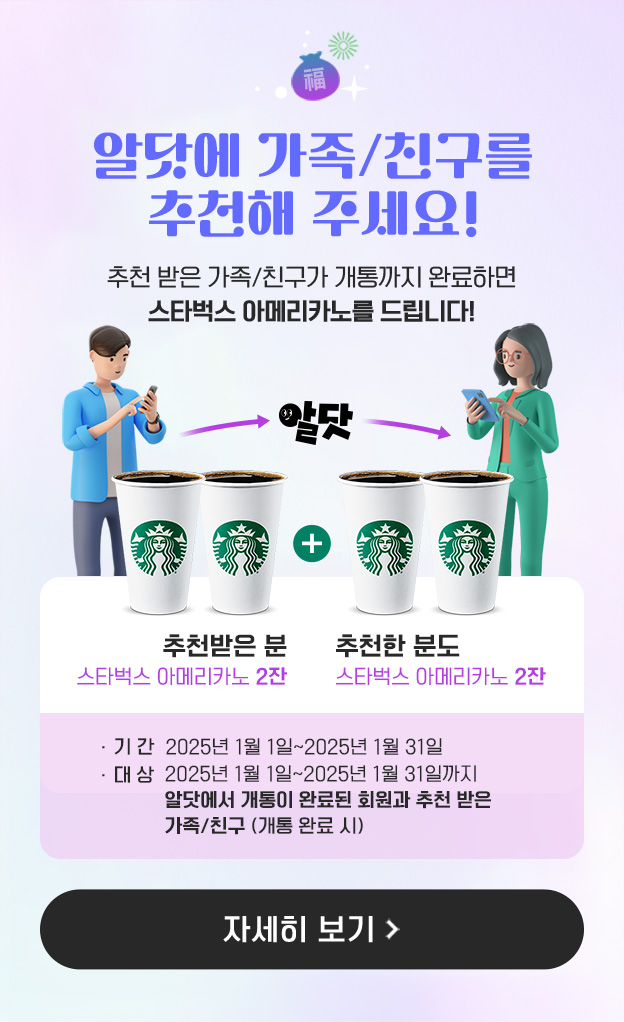 福
알닷에 가족/친구를
추천해 주세요!
추천 받은 가족/친구가 개통까지 완료하면
스타벅스 아메리카노를 드립니다!
알닷
+
추천받은 분
스타벅스 아메리카노 2잔
추천한 분도
스타벅스 아메리카노 2잔
· 기 간 2025년 1월 1일~2025년 1월 31일
· 대 상 2025년 1월 1일~2025년 1월 31일까지
알닷에서 개통이 완료된 회원과 추천 받은
가족/친구 (개통 완료 시)
자세히 보기 >